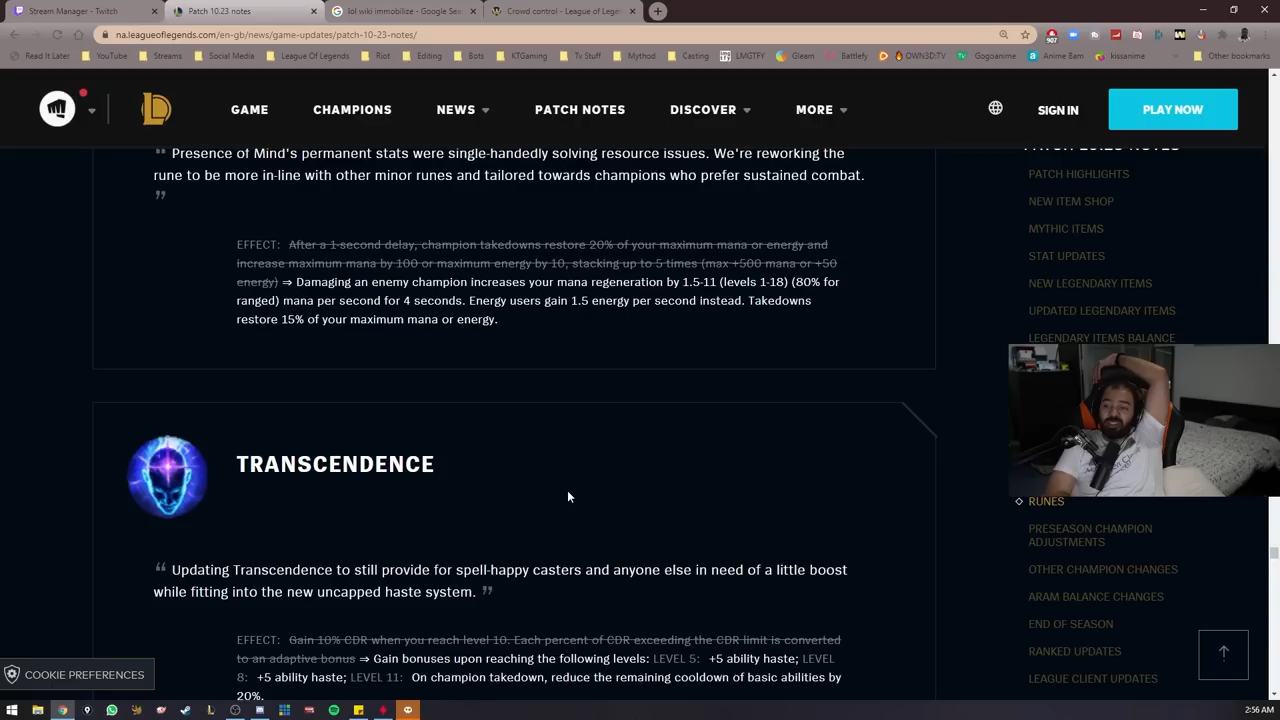 Stream Manager - Twitch
Patch 10.23 notes
lol wiki immobilize - Google Sea
Crowd control - League of Legen
na.leagueoflegends.com/en-gb/news/game-updates/patch-10-23-notes/
907
Read It Later
YouTube
Streams
Social Media
League Of Legends
Riot
Editing
Bots
KTGaming
Tv Stuff
Mythod
Casting
LMGTFY
Gleam
Battlefy
OWN3D:TV
Gogoanime
Anime Bam
kissanime
Other bookmarks
GAME
CHAMPIONS
NEWS
PATCH NOTES
DISCOVER
MORE
SIGN IN
PLAY NOW
“ Presence of Mind's permanent stats were single-handedly solving resource issues. We're reworking the
rune to be more in-line with other minor runes and tailored towards champions who prefer sustained combat.
”
EFFECT: After a 1-second delay, champion takedowns restore 20% of your maximum mana or energy and
increase maximum mana by 100 or maximum energy by 10, stacking up to 5 times (max +500 mana or +50
energy) ⇒ Damaging an enemy champion increases your mana regeneration by 1.5-11 (levels 1-18) (80% for
ranged) mana per second for 4 seconds. Energy users gain 1.5 energy per second instead. Takedowns
restore 15% of your maximum mana or energy.
TRANSCENDENCE
“ Updating Transcendence to still provide for spell-happy casters and anyone else in need of a little boost
while fitting into the new uncapped haste system. ”
EFFECT: Gain 10% CDR when you reach level 10. Each percent of CDR exceeding the CDR limit is converted
to an adaptive bonus ⇒ Gain bonuses upon reaching the following levels: LEVEL 5: +5 ability haste; LEVEL
8: +5 ability haste; LEVEL 11: On champion takedown, reduce the remaining cooldown of basic abilities by
20%.
PATCH 10.23 NOTES
PATCH HIGHLIGHTS
NEW ITEM SHOP
MYTHIC ITEMS
STAT UPDATES
NEW LEGENDARY ITEMS
UPDATED LEGENDARY ITEMS
LEGENDARY ITEMS BALANCE
RUNES
PRESEASON CHAMPION
ADJUSTMENTS
OTHER CHAMPION CHANGES
ARAM BALANCE CHANGES
END OF SEASON
RANKED UPDATES
LEAGUE CLIENT UPDATES
COOKIE PREFERENCES
2:56 AM